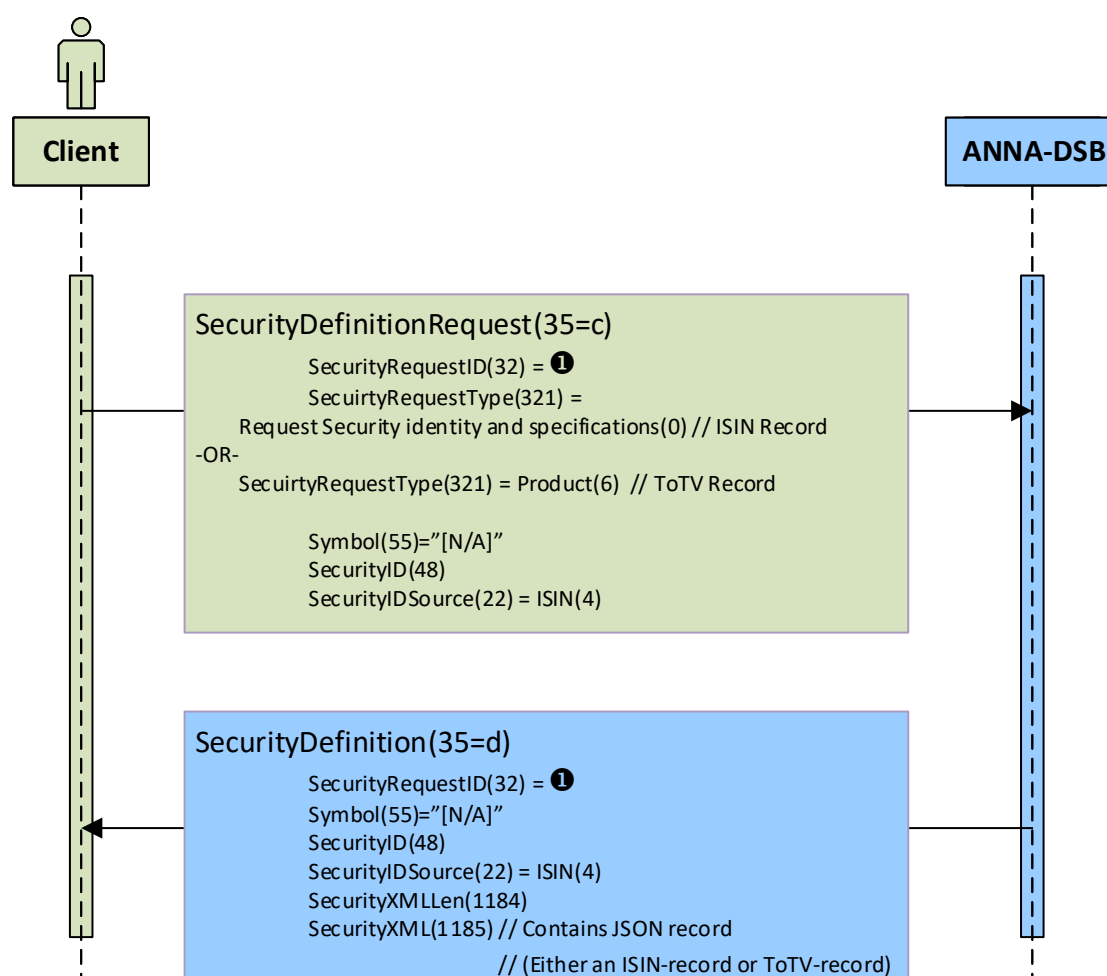 Client
ANNA-DSB
SecurityDefinitionRequest(35=c)
SecurityRequestID(32) = ❶
SecuirtyRequestType(321) =
Request Security identity and specifications(0) // ISIN Record
-OR-
SecuirtyRequestType(321) = Product(6)  // ToTV Record
Symbol(55)=”[N/A]”
SecurityID(48)
SecurityIDSource(22) = ISIN(4)
SecurityDefinition(35=d)
SecurityRequestID(32) = ❶
Symbol(55)=”[N/A]”
SecurityID(48)
SecurityIDSource(22) = ISIN(4)
SecurityXMLLen(1184)
SecurityXML(1185) // Contains JSON record
// (Either an ISIN-record or ToTV-record)